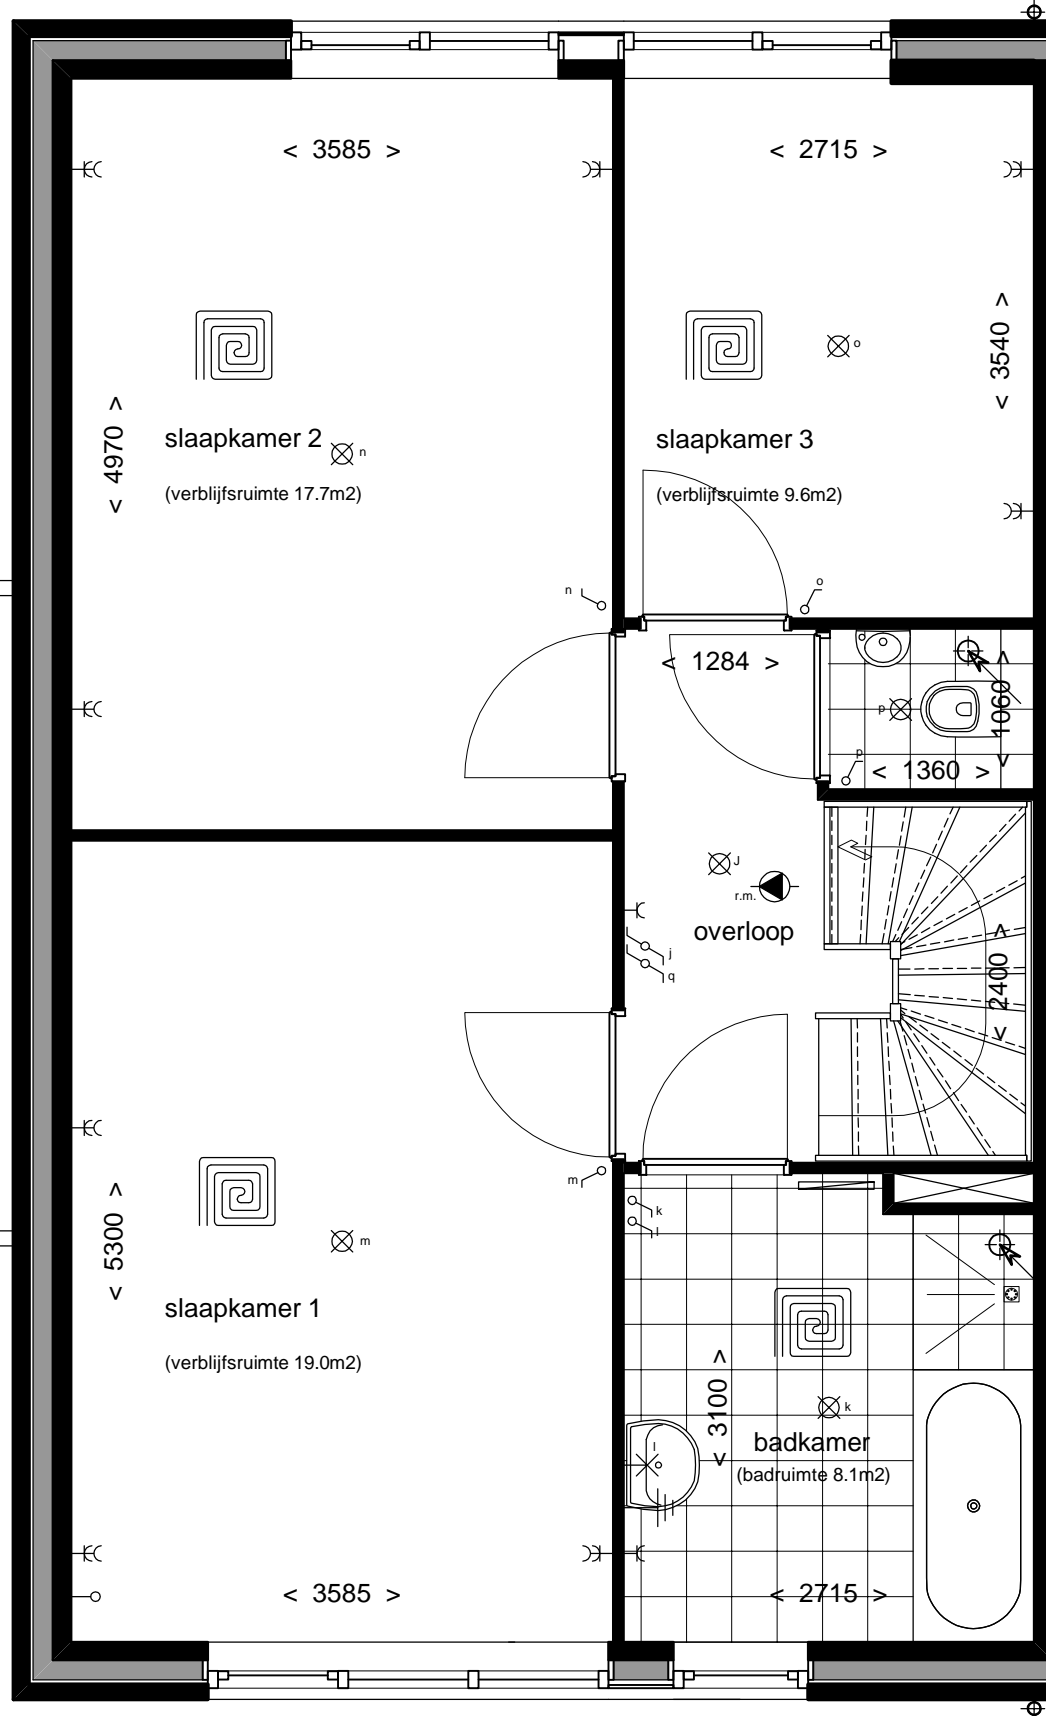 < 3585 >
< 2715 >
< 3540 >
o
slaapkamer 2
n
(verblijfsruimte 17.7m2)
< 4970 >
slaapkamer 3
(verblijfsruimte 9.6m2)
n
o
< 1284 >
< 1060 >
p
p
< 1360 >
J
r.m.
overloop
j
q
< 2400 >
m
k
l
< 5300 >
m
slaapkamer 1
(verblijfsruimte 19.0m2)
< 3100 >
k
badkamer
(badruimte 8.1m2)
l
< 3585 >
< 2715 >